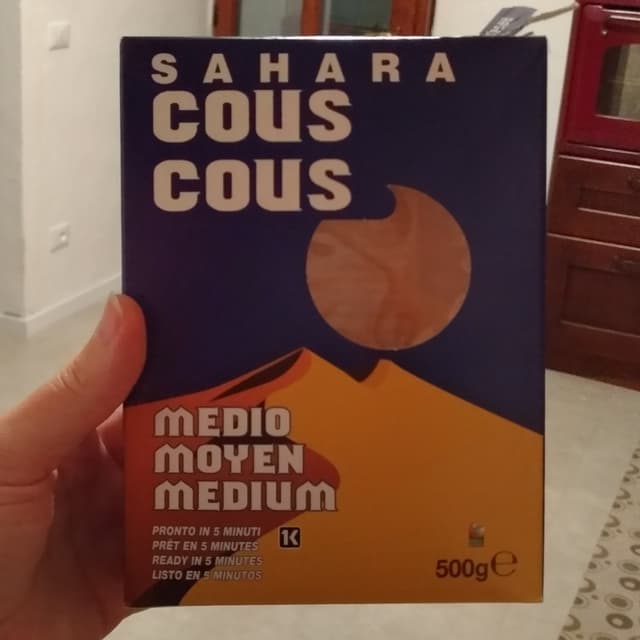 SAHARA
COUS
COUS
MEDIO
MOYEN
MEDIUM
PRONTO IN 5 MINUTI
PRÊT EN 5 MINUTES
READY IN 5 MINUTES
LISTO EN 5 MINUTOS
K
500g℮